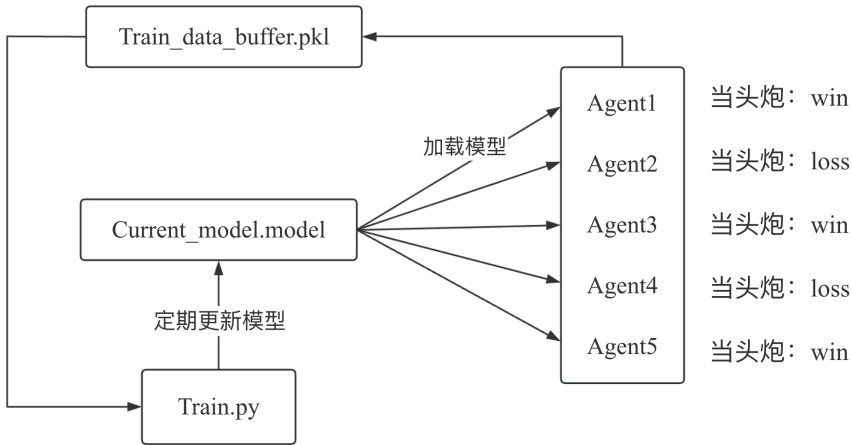 Train_data_buffer.pkl
Agent1 当头炮：win
加载模型
Agent2 当头炮：loss
Current_model.model
Agent3 当头炮：win
Agent4 当头炮：loss
定期更新模型
Agent5 当头炮：win
Train.py